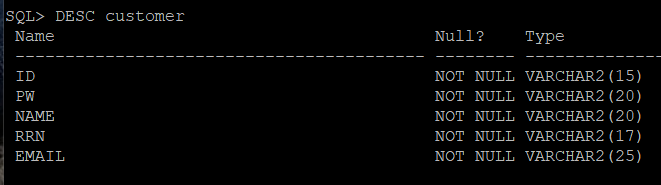 SQL> DESC customer
Name Null? Type
----------------------------------------- -------- --------------
ID NOT NULL VARCHAR2(15)
PW NOT NULL VARCHAR2(20)
NAME NOT NULL VARCHAR2(20)
RRN NOT NULL VARCHAR2(17)
EMAIL NOT NULL VARCHAR2(25)